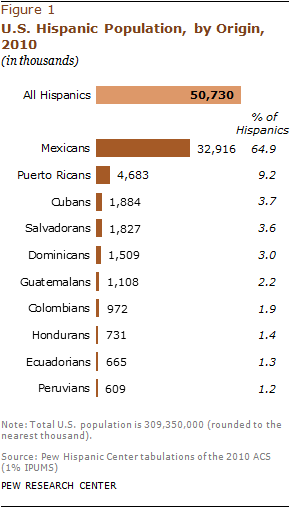 Figure 1
U.S. Hispanic Population, by Origin,
2010
(in thousands)
All Hispanics 50,730
% of
Hispanics
Mexicans 32,916 64.9
Puerto Ricans 4,683 9.2
Cubans 1,884 3.7
Salvadorans 1,827 3.6
Dominicans 1,509 3.0
Guatemalans 1,108 2.2
Colombians 972 1.9
Hondurans 731 1.4
Ecuadorians 665 1.3
Peruvians 609 1.2
Note: Total U.S. population is 309,350,000 (rounded to the
nearest thousand).
Source: Pew Hispanic Center tabulations of the 2010 ACS
(1% IPUMS)
PEW RESEARCH CENTER